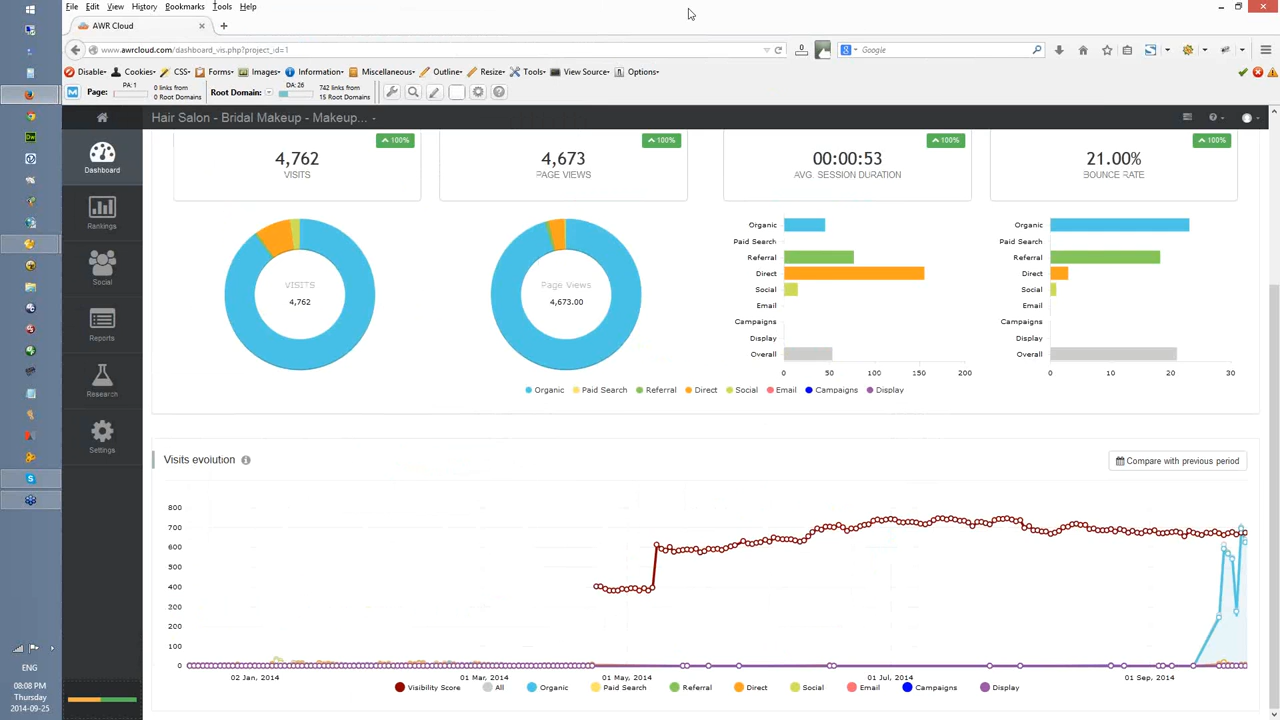 File Edit View History Bookmarks Tools Help
AWR Cloud
www.awrcloud.com/dashboard_vis.php?project_id=1
Google
Disable Cookies CSS Forms Images Information Miscellaneous Outline Resize Tools View Source Options
Page: PA: 1 0 links from 0 Root Domains Root Domain: DA: 26 742 links from 15 Root Domains
Hair Salon - Bridal Makeup - Makeup...
Dashboard
Rankings
Social
Reports
Research
Settings
100% 100% 100% 100%
4,762 4,673 00:00:53 21.00%
VISITS PAGE VIEWS AVG. SESSION DURATION BOUNCE RATE
VISITS
4,762
Page Views
4,673.00
Organic
Paid Search
Referral
Direct
Social
Email
Campaigns
Display
Overall
0 50 100 150 200
Organic
Paid Search
Referral
Direct
Social
Email
Campaigns
Display
Overall
0 10 20 30
Organic Paid Search Referral Direct Social Email Campaigns Display
Visits evolution
Compare with previous period
800
700
600
500
400
300
200
100
0
02 Jan, 2014 01 Mar, 2014 01 May, 2014 01 Jul, 2014 01 Sep, 2014
Visibility Score All Organic Paid Search Referral Direct Social Email Campaigns Display
ENG
08:08 PM
Thursday
2014-09-25